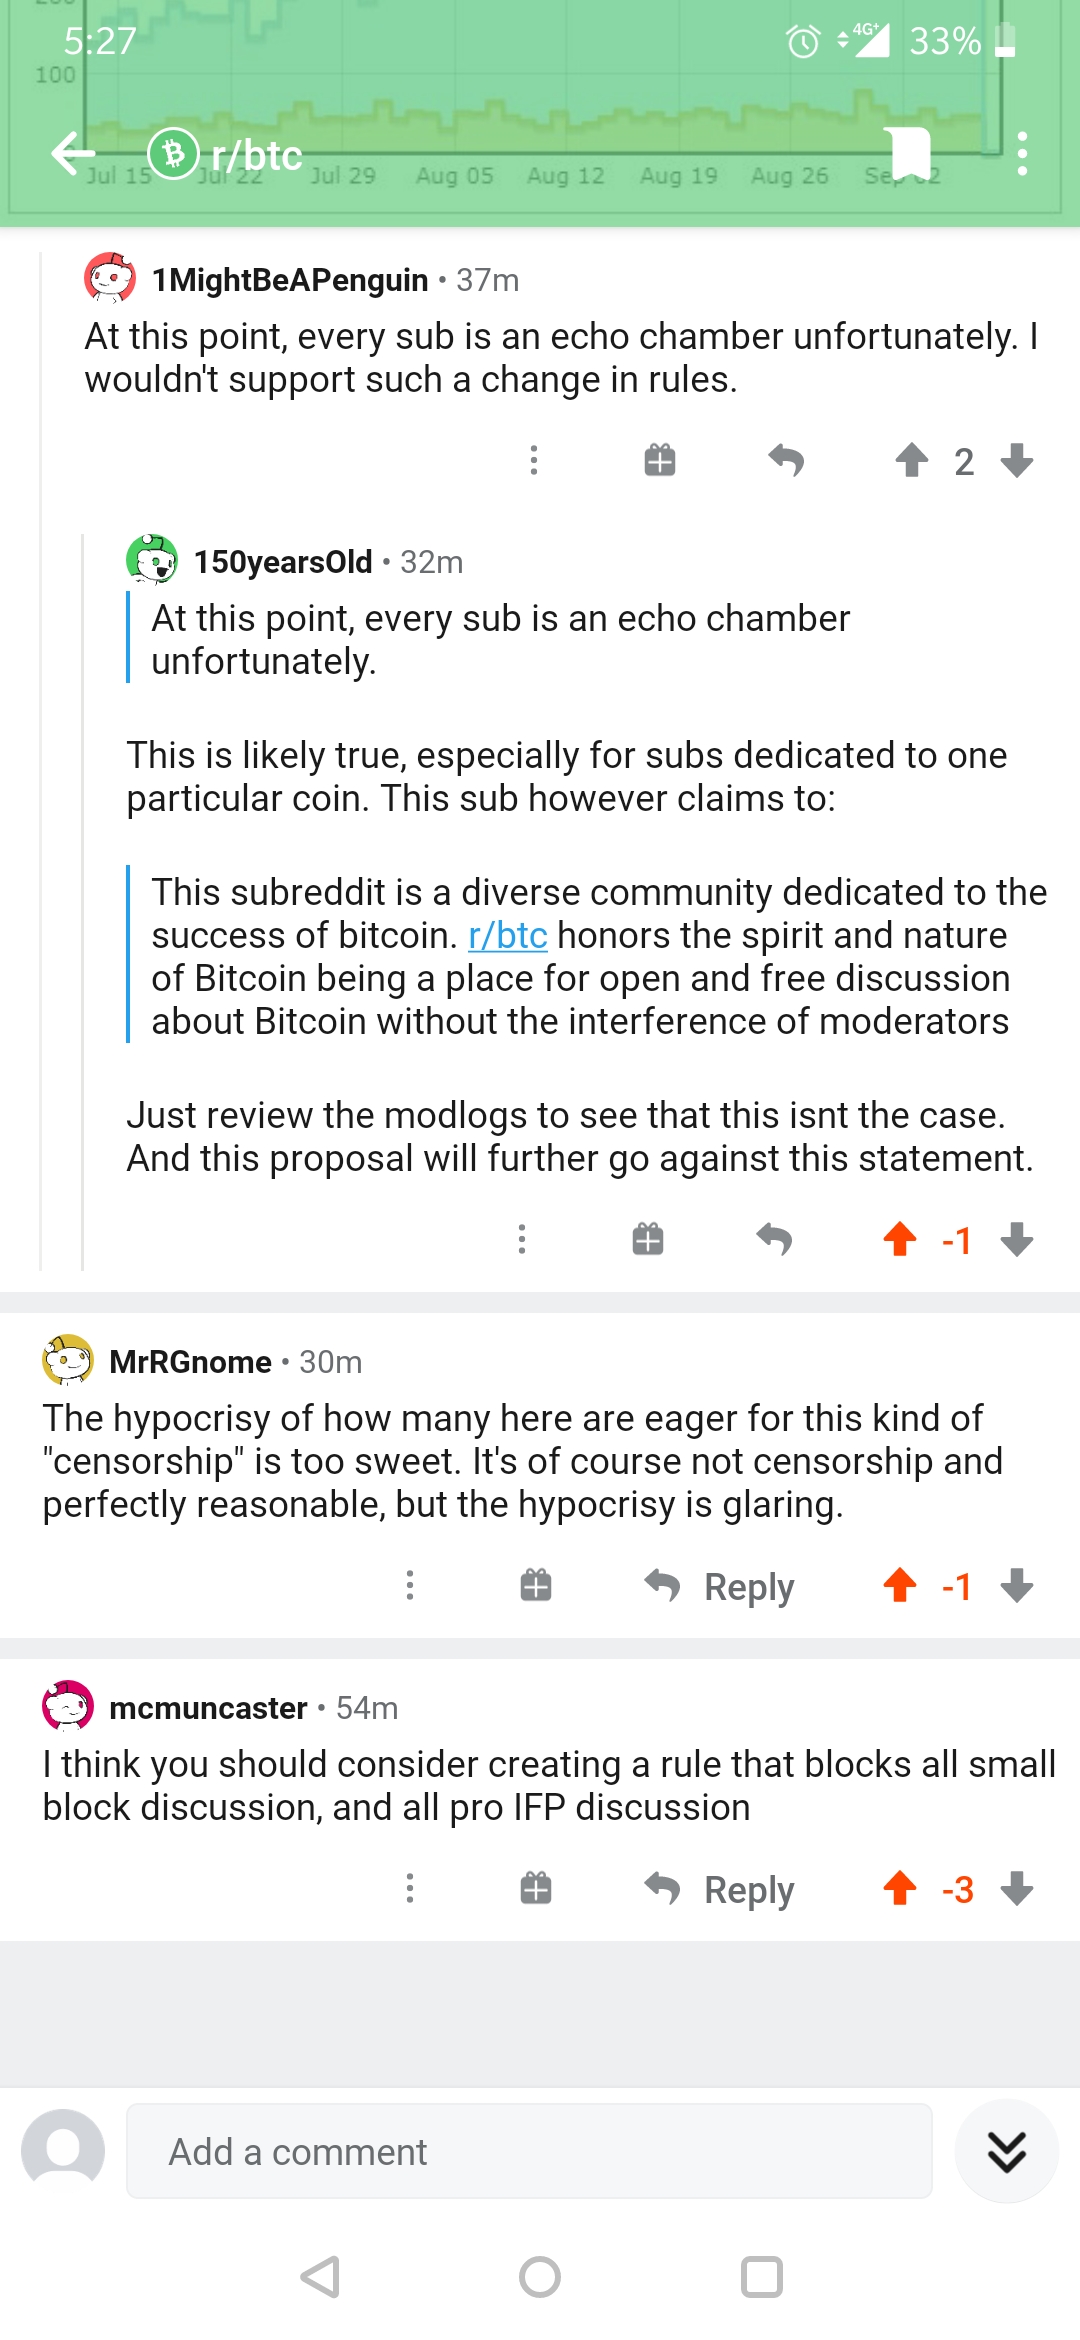 200
5:27
4G+
33%
100
r/btc
Jul 15 Jul 22 Jul 29 Aug 05 Aug 12 Aug 19 Aug 26 Sep 02
1MightBeAPenguin • 37m
At this point, every sub is an echo chamber unfortunately. I
wouldn't support such a change in rules.
2
150yearsOld • 32m
At this point, every sub is an echo chamber
unfortunately.
This is likely true, especially for subs dedicated to one
particular coin. This sub however claims to:
This subreddit is a diverse community dedicated to the
success of bitcoin. r/btc honors the spirit and nature
of Bitcoin being a place for open and free discussion
about Bitcoin without the interference of moderators
Just review the modlogs to see that this isnt the case.
And this proposal will further go against this statement.
-1
MrRGnome • 30m
The hypocrisy of how many here are eager for this kind of
"censorship" is too sweet. It's of course not censorship and
perfectly reasonable, but the hypocrisy is glaring.
Reply -1
mcmuncaster • 54m
I think you should consider creating a rule that blocks all small
block discussion, and all pro IFP discussion
Reply -3
Add a comment